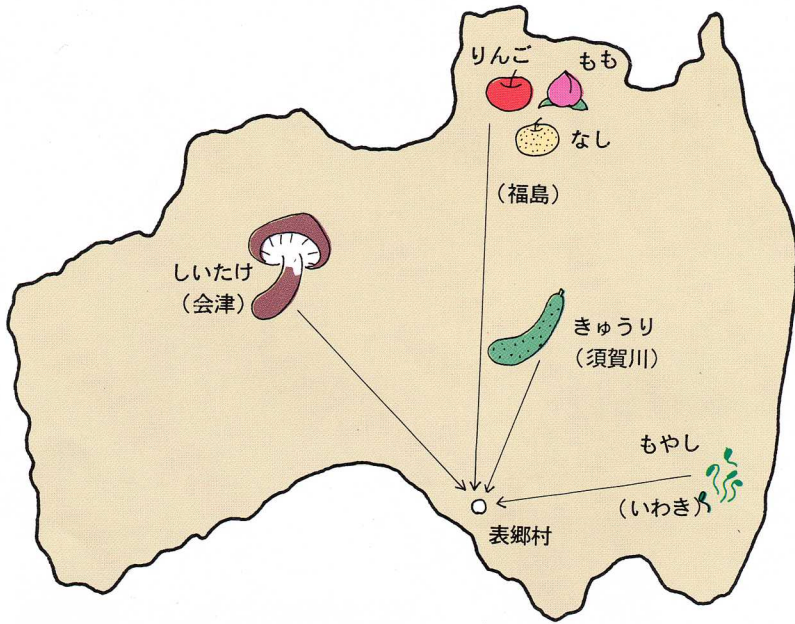 りんご
もも
なし
（福島）
しいたけ
（会津）
きゅうり
（須賀川）
もやし
（いわき）
表郷村